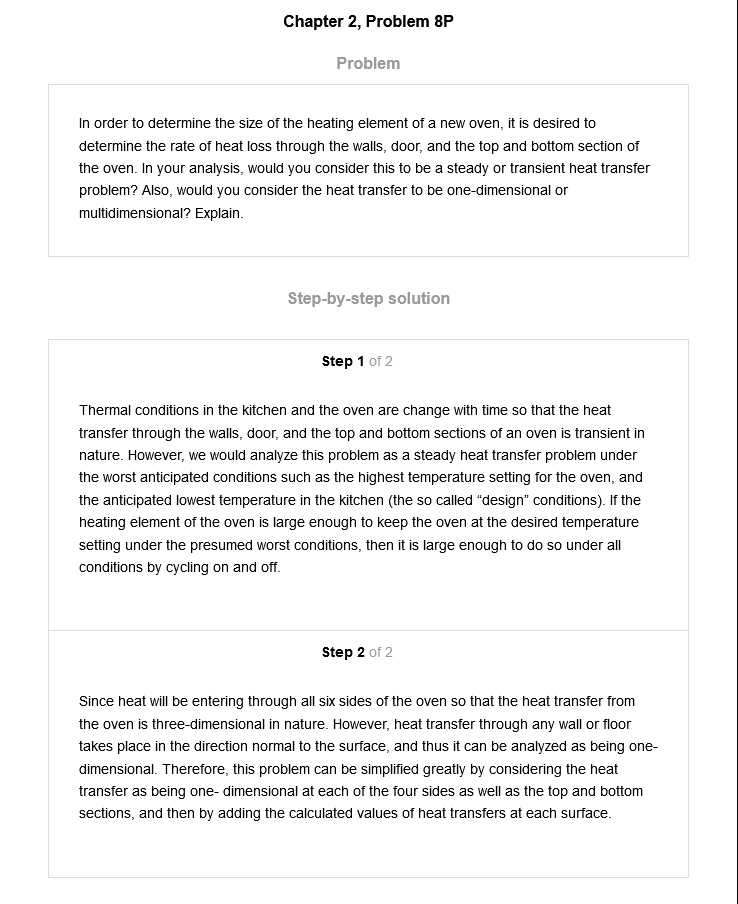 Chapter 2, Problem 8P
Problem
In order to determine the size of the heating element of a new oven, it is desired to
determine the rate of heat loss through the walls, door, and the top and bottom section of
the oven. In your analysis, would you consider this to be a steady or transient heat transfer
problem? Also, would you consider the heat transfer to be one-dimensional or
multidimensional? Explain.
Step-by-step solution
Step 1 of 2
Thermal conditions in the kitchen and the oven are change with time so that the heat
transfer through the walls, door, and the top and bottom sections of an oven is transient in
nature. However, we would analyze this problem as a steady heat transfer problem under
the worst anticipated conditions such as the highest temperature setting for the oven, and
the anticipated lowest temperature in the kitchen (the so called “design” conditions). If the
heating element of the oven is large enough to keep the oven at the desired temperature
setting under the presumed worst conditions, then it is large enough to do so under all
conditions by cycling on and off.
Step 2 of 2
Since heat will be entering through all six sides of the oven so that the heat transfer from
the oven is three-dimensional in nature. However, heat transfer through any wall or floor
takes place in the direction normal to the surface, and thus it can be analyzed as being one-
dimensional. Therefore, this problem can be simplified greatly by considering the heat
transfer as being one- dimensional at each of the four sides as well as the top and bottom
sections, and then by adding the calculated values of heat transfers at each surface.